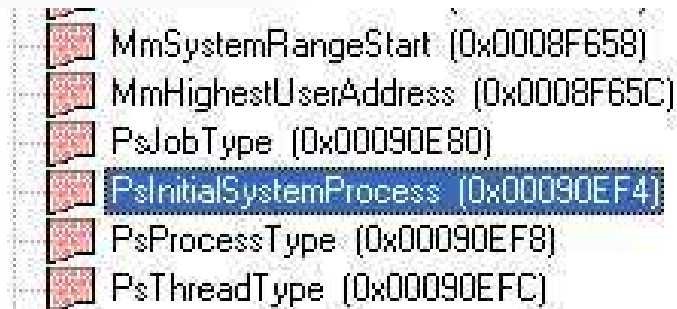 MmSystemRangeStart (0x0008F658)
MmHighestUserAddress (0x0008F65C)
PsJobType (0x00090E80)
PsInitialSystemProcess (0x00090EF4)
PsProcessType (0x00090EF8)
PsThreadType (0x00090EFC)